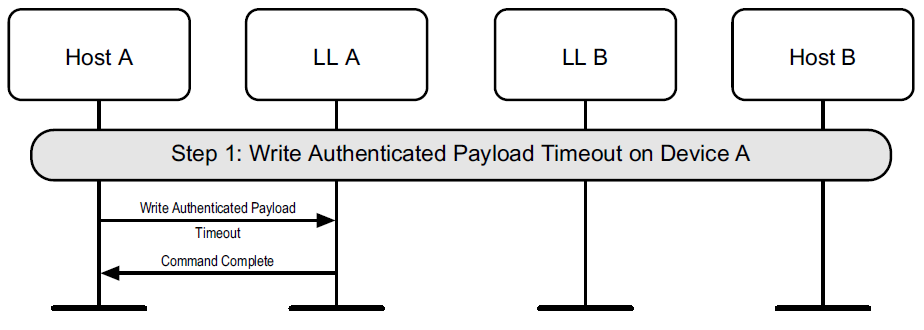 Host A
LL A
LL B
Host B
Step 1: Write Authenticated Payload Timeout on Device A
Write Authenticated Payload
Timeout
Command Complete